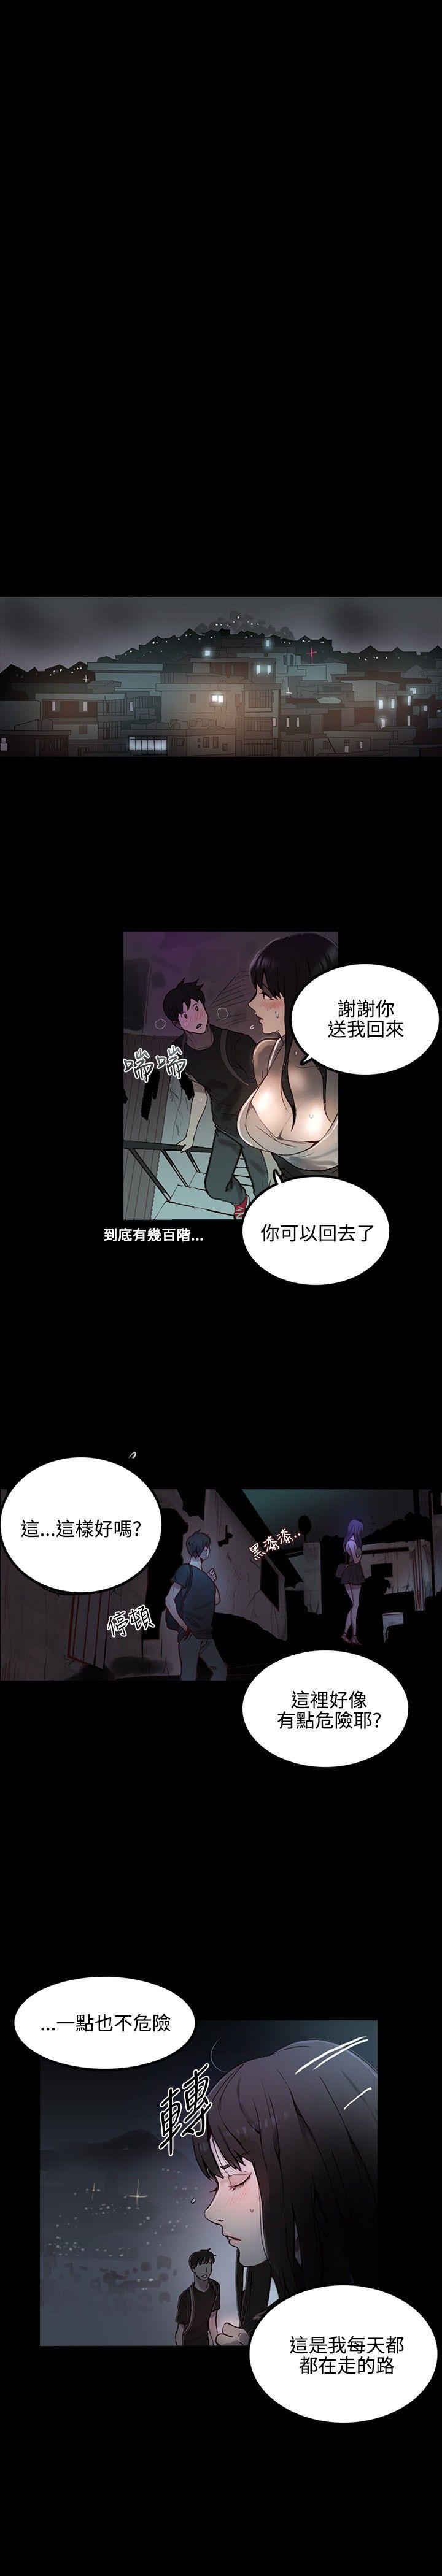 謝謝你
送我回來
喘喘
到底有幾百階...
你可以回去了
這...這樣好嗎?
黑漆漆..
停頓
這裡好像
有點危險耶?
...一點也不危險
轉
這是我每天都
都在走的路